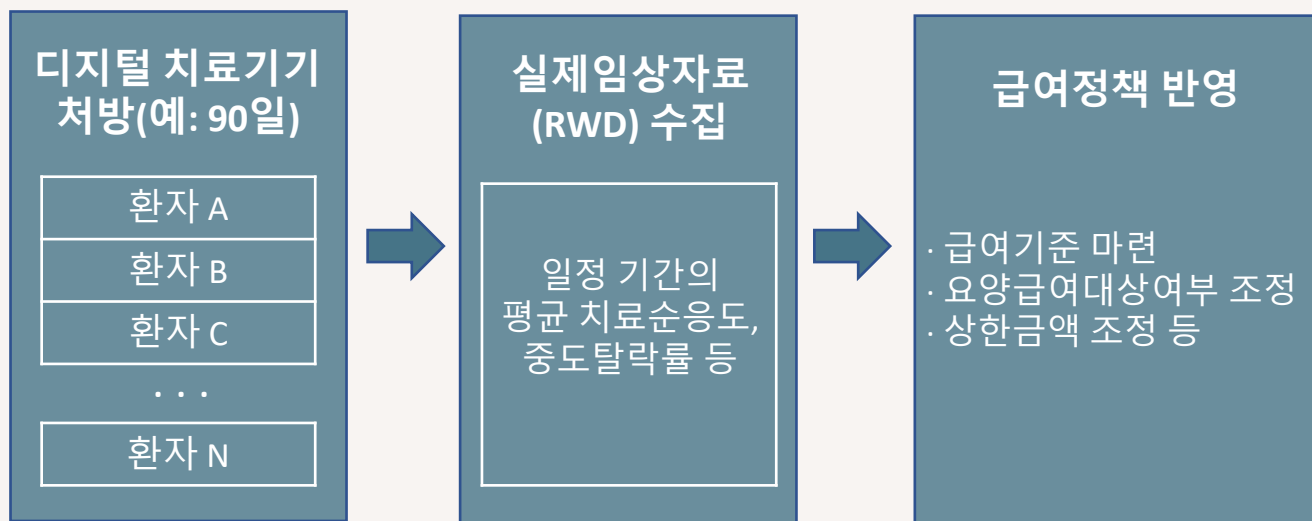 디지털 치료기기
처방(예: 90일)
환자 A
환자 B
환자 C
· · ·
환자 N
실제임상자료
(RWD) 수집
일정 기간의
평균 치료순응도,
중도탈락률 등
급여정책 반영
· 급여기준 마련
· 요양급여대상여부 조정
· 상한금액 조정 등